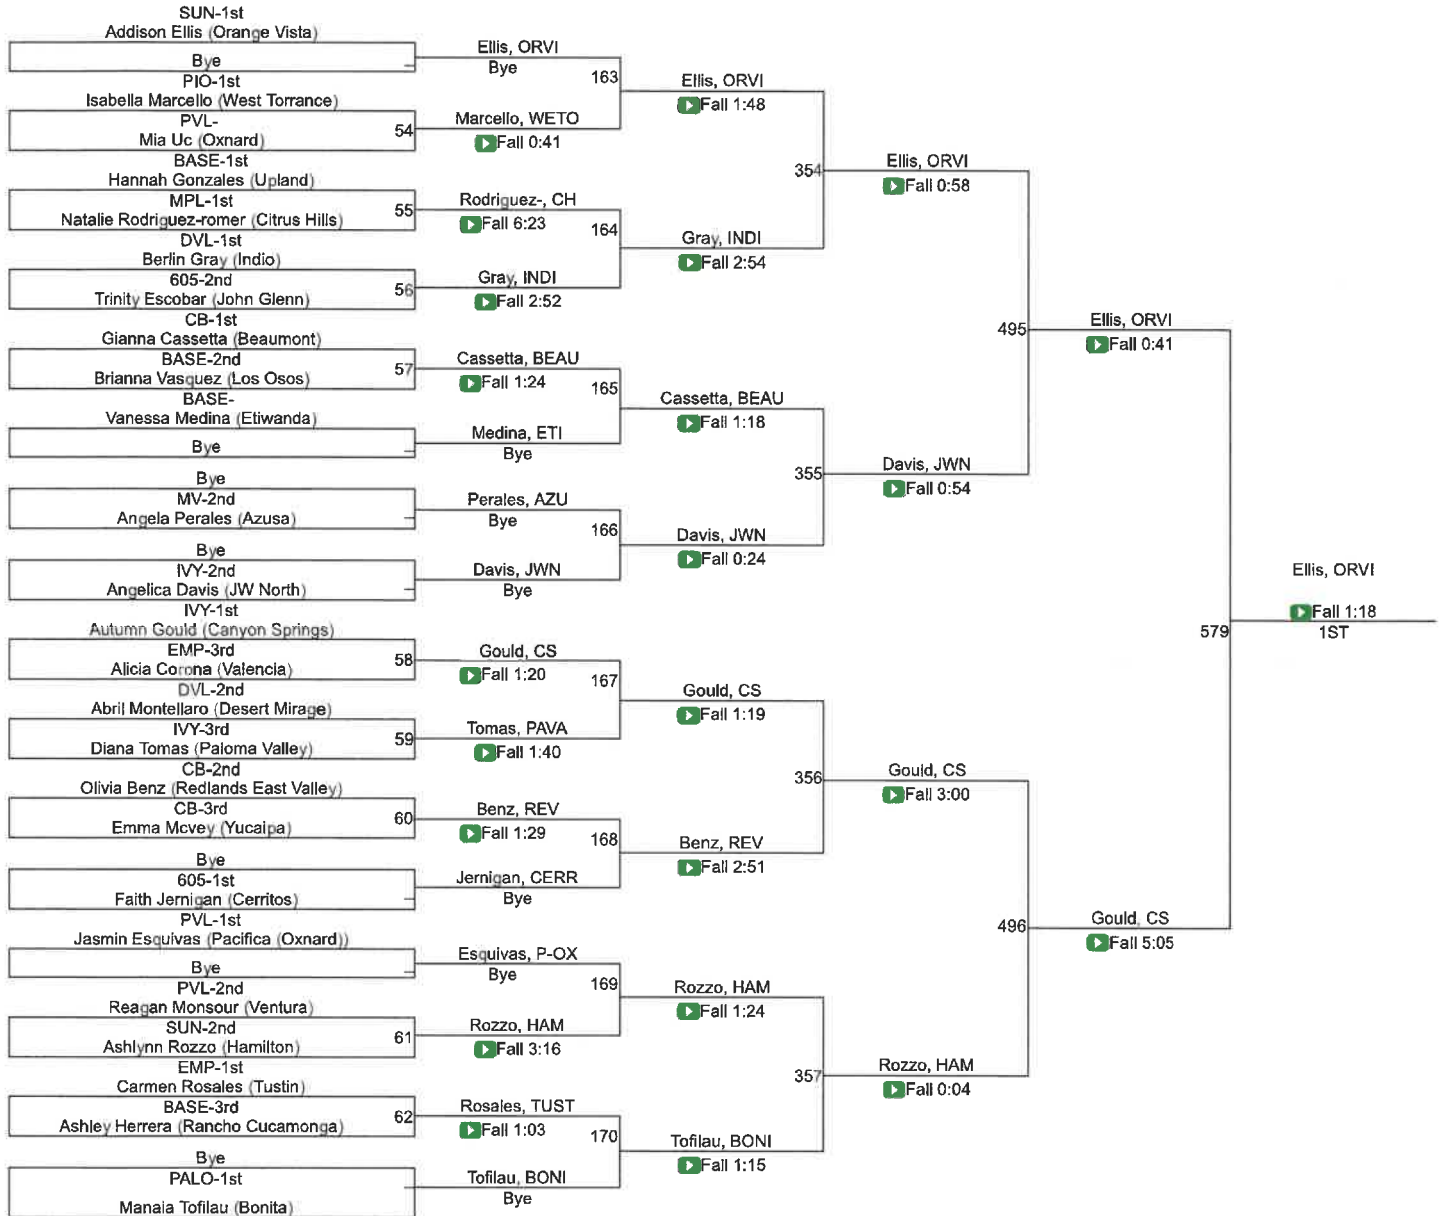 SUN-1st
Addison Ellis (Orange Vista)
Bye
PIO-1st
Isabella Marcello (West Torrance)
PVL-
Mia Uc (Oxnard)
54
BASE-1st
Hannah Gonzales (Upland)
MPL-1st
Natalie Rodriguez-romer (Citrus Hills)
55
DVL-1st
Berlin Gray (Indio)
605-2nd
Trinity Escobar (John Glenn)
56
CB-1st
Gianna Cassetta (Beaumont)
BASE-2nd
Brianna Vasquez (Los Osos)
57
BASE-
Vanessa Medina (Etiwanda)
Bye
Bye
MV-2nd
Angela Perales (Azusa)
Bye
IVY-2nd
Angelica Davis (JW North)
IVY-1st
Autumn Gould (Canyon Springs)
EMP-3rd
Alicia Corona (Valencia)
58
DVL-2nd
Abril Montellaro (Desert Mirage)
IVY-3rd
Diana Tomas (Paloma Valley)
59
CB-2nd
Olivia Benz (Redlands East Valley)
CB-3rd
Emma Mcvey (Yucaipa)
60
Bye
605-1st
Faith Jernigan (Cerritos)
PVL-1st
Jasmin Esquivas (Pacifica (Oxnard))
Bye
PVL-2nd
Reagan Monsour (Ventura)
SUN-2nd
Ashlynn Rozzo (Hamilton)
61
EMP-1st
Carmen Rosales (Tustin)
BASE-3rd
Ashley Herrera (Rancho Cucamonga)
62
Bye
PALO-1st
Manaia Tofilau (Bonita)
Ellis, ORVI
Bye
163
Marcello, WETO
Fall 0:41
Rodriguez-, CH
Fall 6:23
164
Gray, INDI
Fall 2:52
Cassetta, BEAU
Fall 1:24
165
Medina, ETI
Bye
Perales, AZU
Bye
166
Davis, JWN
Bye
Gould, CS
Fall 1:20
167
Tomas, PAVA
Fall 1:40
Benz, REV
Fall 1:29
168
Jernigan, CERR
Bye
Esquivas, P-OX
Bye
169
Rozzo, HAM
Fall 3:16
Rosales, TUST
Fall 1:03
170
Tofilau, BONI
Bye
Ellis, ORVI
Fall 1:48
354
Gray, INDI
Fall 2:54
Cassetta, BEAU
Fall 1:18
355
Davis, JWN
Fall 0:24
Gould, CS
Fall 1:19
356
Benz, REV
Fall 2:51
Rozzo, HAM
Fall 1:24
357
Tofilau, BONI
Fall 1:15
Ellis, ORVI
Fall 0:58
495
Davis, JWN
Fall 0:54
Gould, CS
Fall 3:00
496
Rozzo, HAM
Fall 0:04
Ellis, ORVI
Fall 0:41
579
Gould, CS
Fall 5:05
Ellis, ORVI
Fall 1:18
1ST